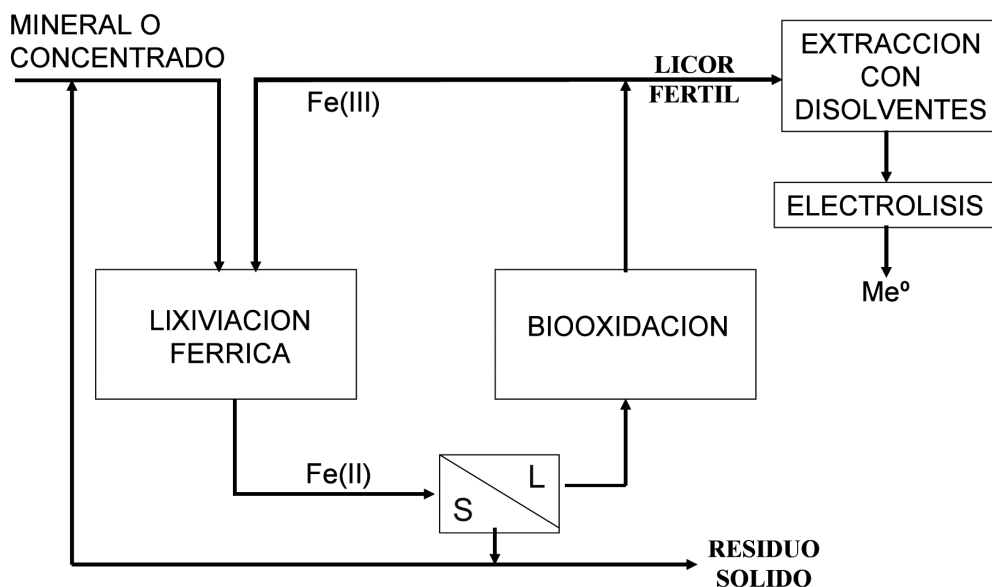 MINERAL O
CONCENTRADO
Fe(III)
LICOR
FERTIL
EXTRACCION
CON
DISOLVENTES
ELECTROLISIS
Meº
LIXIVIACION
FERRICA
BIOOXIDACION
Fe(II)
L
S
RESIDUO
SOLIDO